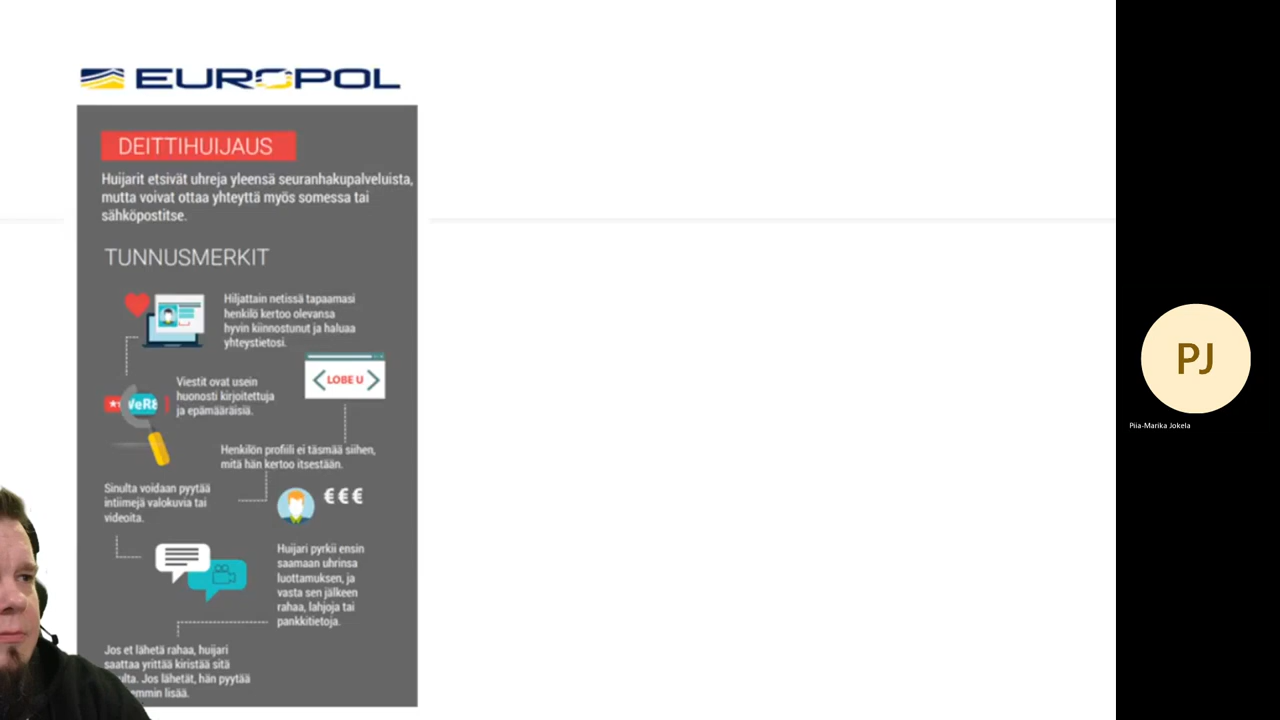 EUROPOL
DEITTIHUIJAUS
Huijarit etsivät uhreja yleensä seuranhakupalveluista,
mutta voivat ottaa yhteyttä myös somessa tai
sähköpostitse.
TUNNUSMERKIT
Hiljattain netissä tapaamasi
henkilö kertoo olevansa
hyvin kiinnostunut ja haluaa
yhteystietosi.
LOBE U
Viestit ovat usein
huonosti kirjoitettuja
ja epämääräisiä.
VeR8
Henkilön profiili ei täsmää siihen,
mitä hän kertoo itsestään.
Sinulta voidaan pyytää
intiimejä valokuvia tai
videoita.
€€€
Huijari pyrkii ensin
saamaan uhrinsa
luottamuksen, ja
vasta sen jälkeen
rahaa, lahjoja tai
pankkitietoja.
Jos et lähetä rahaa, huijari
saattaa yrittää kiristää sitä
Jos lähetät, hän pyytää
lisää.
PJ
Piia-Marika Jokela